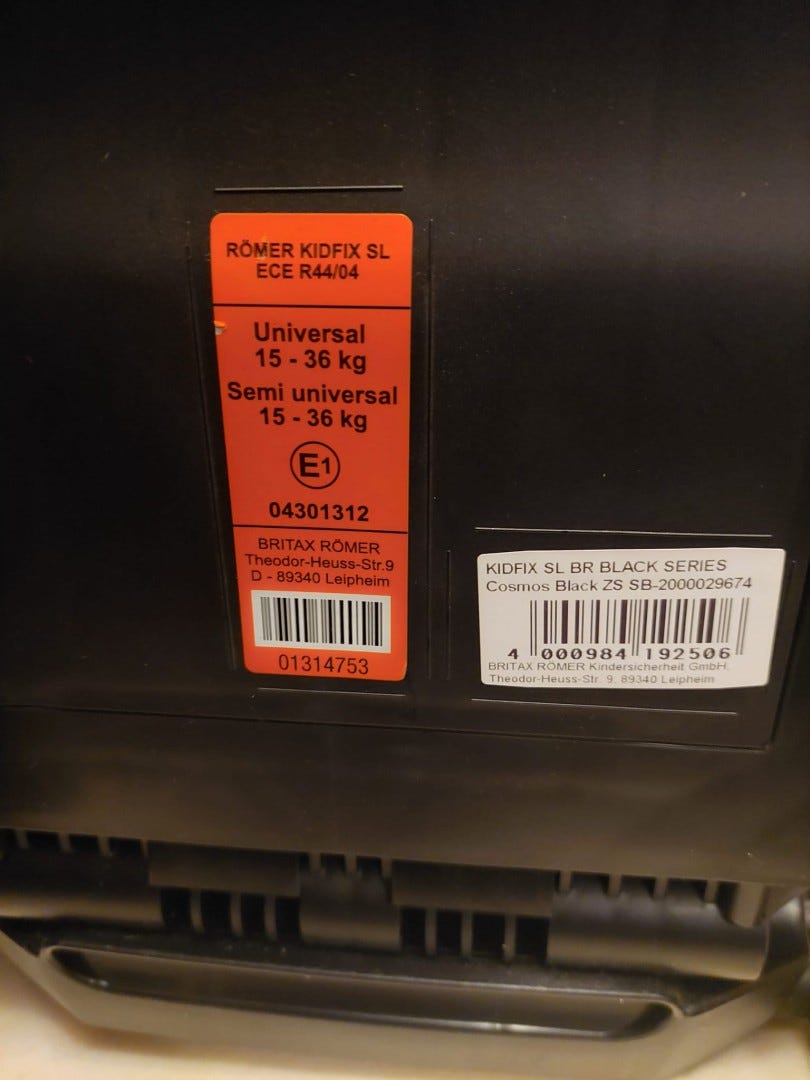 RÖMER KIDFIX SL
ECE R44/04
Universal
15 - 36 kg
Semi universal
15 - 36 kg
E1
04301312
BRITAX RÖMER
Theodor-Heuss-Str.9
D - 89340 Leipheim
01314753
KIDFIX SL BR BLACK SERIES
Cosmos Black ZS SB-2000029674
4 000984 192506
BRITAX RÖMER Kindersicherheit GmbH,
Theodor-Heuss-Str. 9, 89340 Leipheim